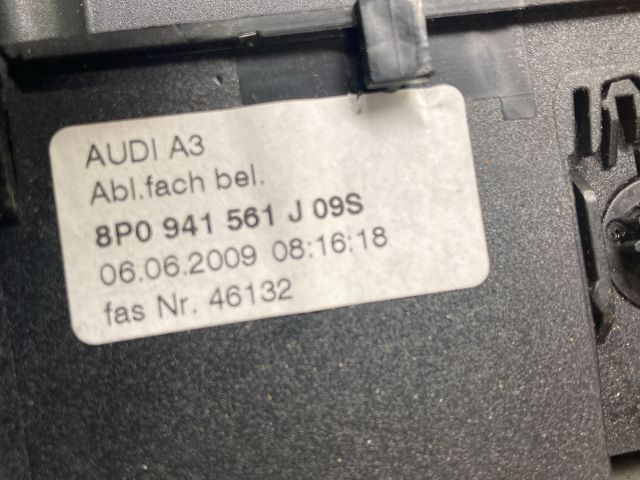 AUDI A3
Abl.fach bel.
8P0 941 561 J 09S
06.06.2009 08:16:18
fas Nr. 46132